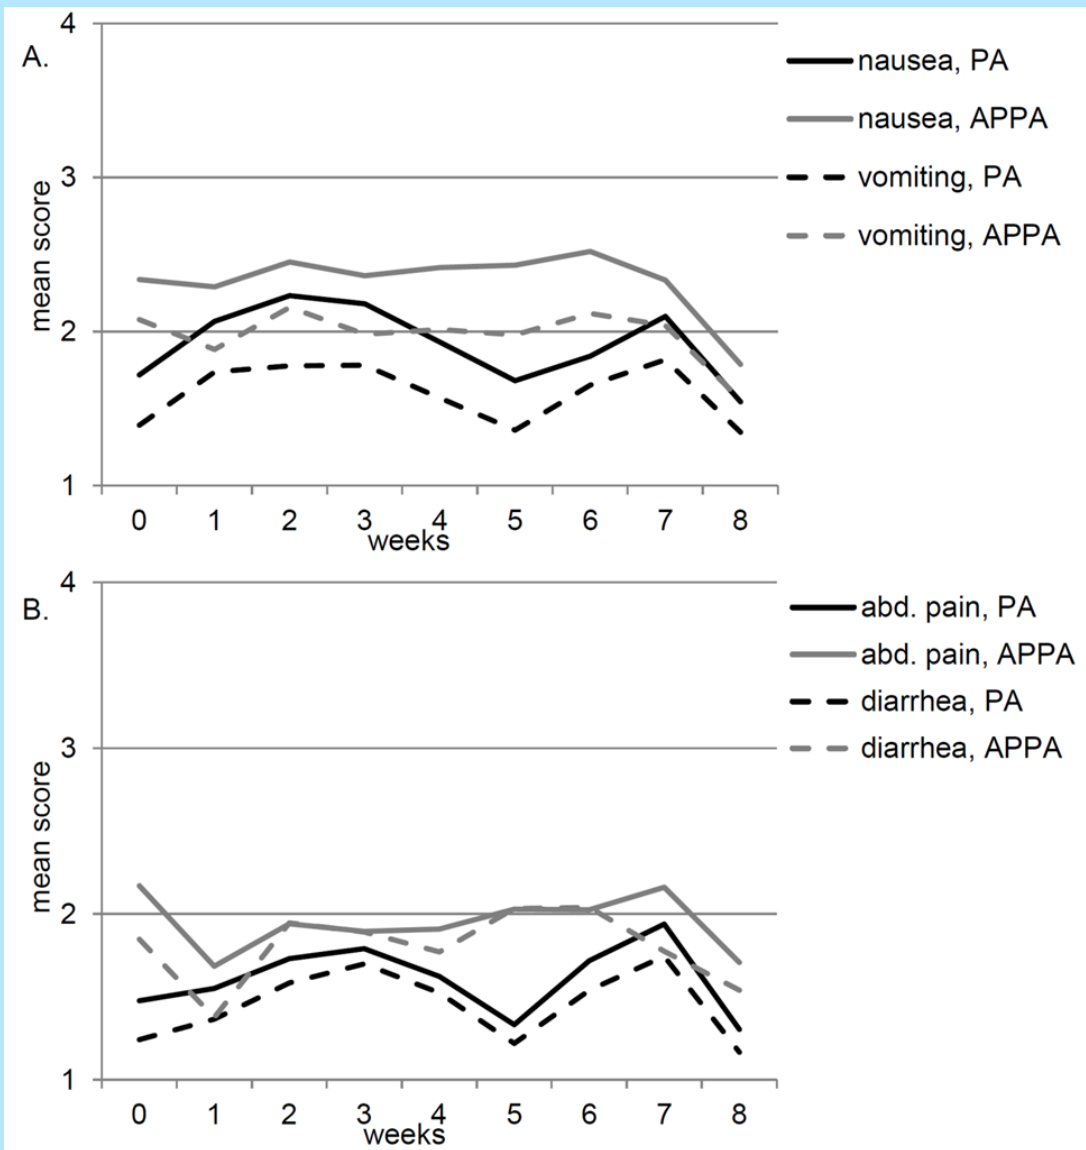 A.
4
3
2
1
mean score
0 1 2 3 4 5 6 7 8
weeks
nausea, PA
nausea, APPA
vomiting, PA
vomiting, APPA
B.
4
3
2
1
mean score
0 1 2 3 4 5 6 7 8
weeks
abd. pain, PA
abd. pain, APPA
diarrhea, PA
diarrhea, APPA